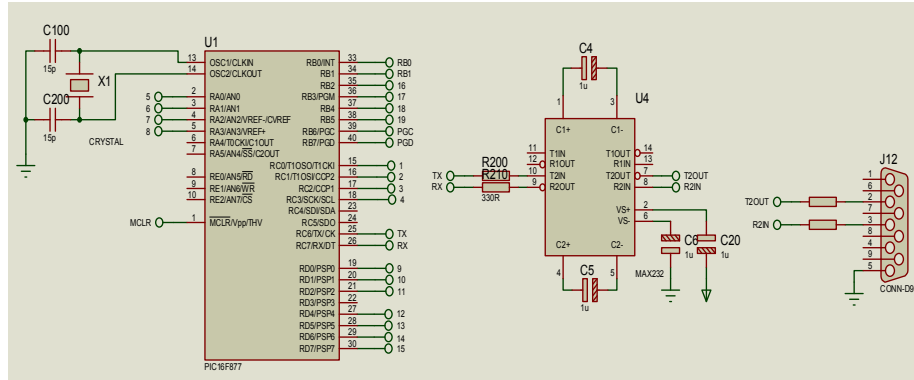 C100
15p
X1
C200
15p
CRYSTAL
U1
13 OSC1/CLKIN
14 OSC2/CLKOUT
5 2 RA0/AN0
6 3 RA1/AN1
7 4 RA2/AN2/VREF-/CVREF
8 5 RA3/AN3/VREF+
6 RA4/T0CKI/C1OUT
7 RA5/AN4/SS/C2OUT
8 RE0/AN5/RD
9 RE1/AN6/WR
10 RE2/AN7/CS
MCLR 1 MCLR/Vpp/THV
RB0/INT 33 RB0
RB1 34 RB1
RB2 35 16
RB3/PGM 36 17
RB4 37 18
RB5 38 19
RB6/PGC 39 PGC
RB7/PGD 40 PGD
RC0/T1OSO/T1CKI 15 1
RC1/T1OSI/CCP2 16 2
RC2/CCP1 17 3
RC3/SCK/SCL 18 4
RC4/SDI/SDA 23
RC5/SDO 24
RC6/TX/CK 25 TX
RC7/RX/DT 26 RX
RD0/PSP0 19 9
RD1/PSP1 20 10
RD2/PSP2 21 11
RD3/PSP3 22
RD4/PSP4 27 12
RD5/PSP5 28 13
RD6/PSP6 29 14
RD7/PSP7 30 15
PIC16F877
C4
1u
U4
1 3
C1+ C1-
11 T1IN T1OUT 14
12 R1OUT R1IN 13
TX R200 10 T2IN T2OUT 7 T2OUT
RX R210 9 R2OUT R2IN 8 R2IN
330R
VS+ 2
VS- 6
C2+ C2-
4 5
C5
1u
MAX232
C6
1u
C20
1u
J12
T2OUT
R2IN
1
6
2
7
3
8
4
9
5
CONN-D9